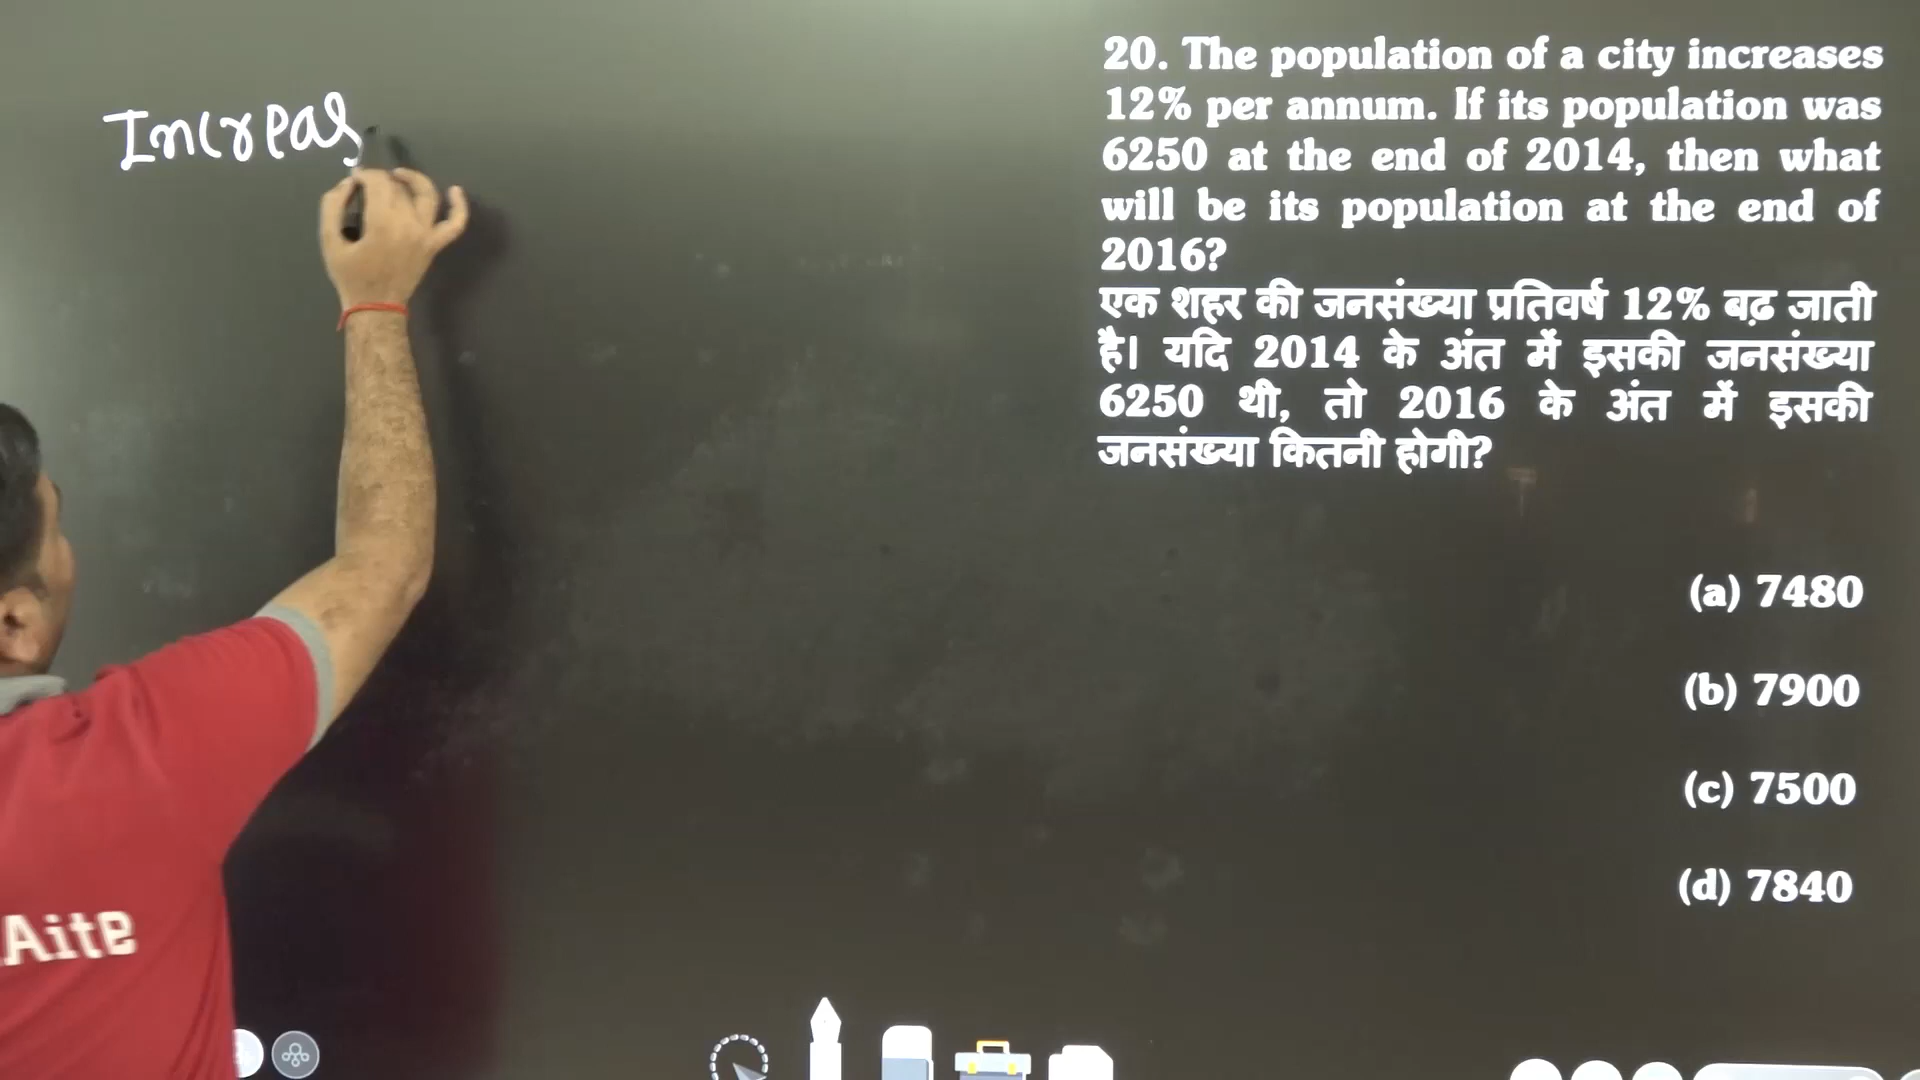 Increas
20. The population of a city increases
12% per annum. If its population was
6250 at the end of 2014, then what
will be its population at the end of
2016?
एक शहर की जनसंख्या प्रतिवर्ष 12% बढ़ जाती
है। यदि 2014 के अंत में इसकी जनसंख्या
6250 थी, तो 2016 के अंत में इसकी
जनसंख्या कितनी होगी?
(a) 7480
(b) 7900
(c) 7500
(d) 7840
Aite